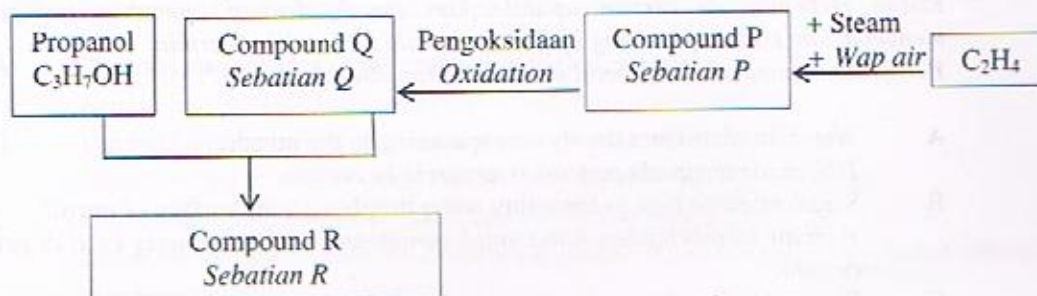 Propanol
C₃H₇OH
Compound Q
Sebatian Q
Pengoksidaan
Oxidation
Compound P
Sebatian P
+ Steam
+ Wap air
C₂H₄
Compound R
Sebatian R